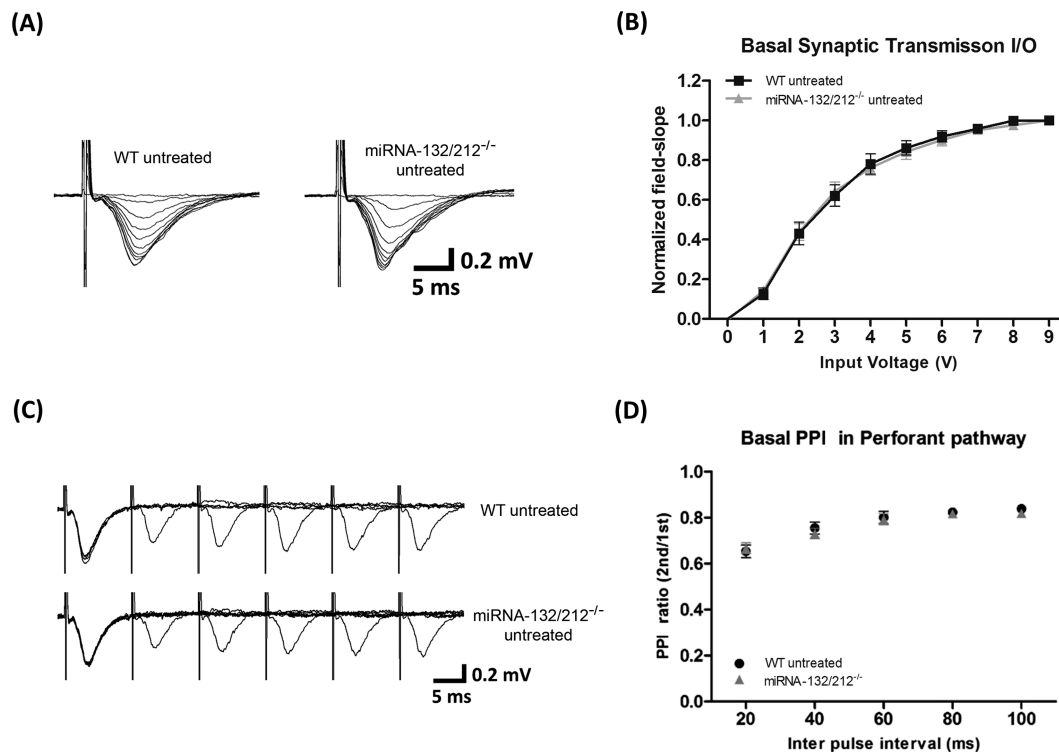 (A)
WT untreated
miRNA-132/212-/-
untreated
0.2 mV
5 ms
(B)
Basal Synaptic Transmisson I/O
WT untreated
miRNA-132/212-/- untreated
Normalized field-slope
1.2
1.0
0.8
0.6
0.4
0.2
0.0
0 1 2 3 4 5 6 7 8 9
Input Voltage (V)
(C)
WT untreated
miRNA-132/212-/-
untreated
0.2 mV
5 ms
(D)
Basal PPI in Perforant pathway
PPI ratio (2nd/1st)
1.0
0.8
0.6
0.4
0.2
0.0
WT untreated
miRNA-132/212-/-
20 40 60 80 100
Inter pulse interval (ms)